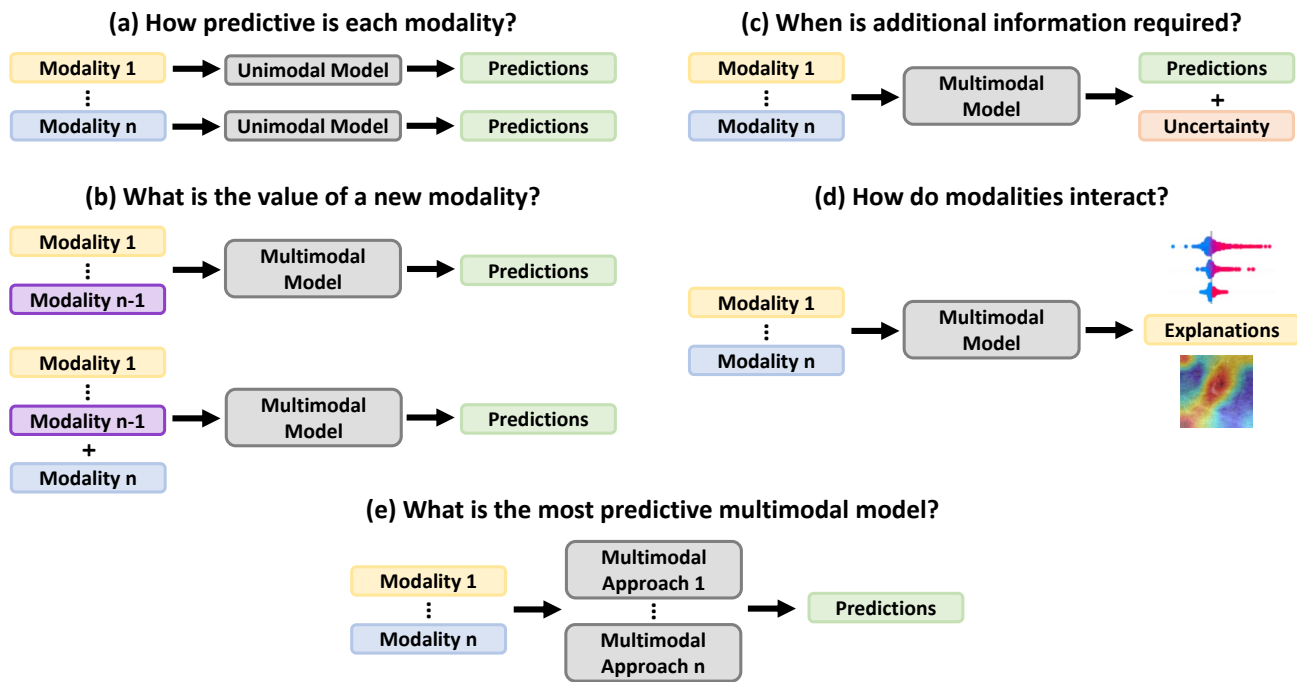 (a) How predictive is each modality?
Modality 1
Unimodal Model
Predictions
⋮
Modality n
Unimodal Model
Predictions
(b) What is the value of a new modality?
Modality 1
⋮
Modality n-1
Multimodal
Model
Predictions
Modality 1
⋮
Modality n-1
+
Modality n
Multimodal
Model
Predictions
(c) When is additional information required?
Modality 1
⋮
Modality n
Multimodal
Model
Predictions
+
Uncertainty
(d) How do modalities interact?
Modality 1
⋮
Modality n
Multimodal
Model
Explanations
(e) What is the most predictive multimodal model?
Modality 1
⋮
Modality n
Multimodal
Approach 1
⋮
Multimodal
Approach n
Predictions